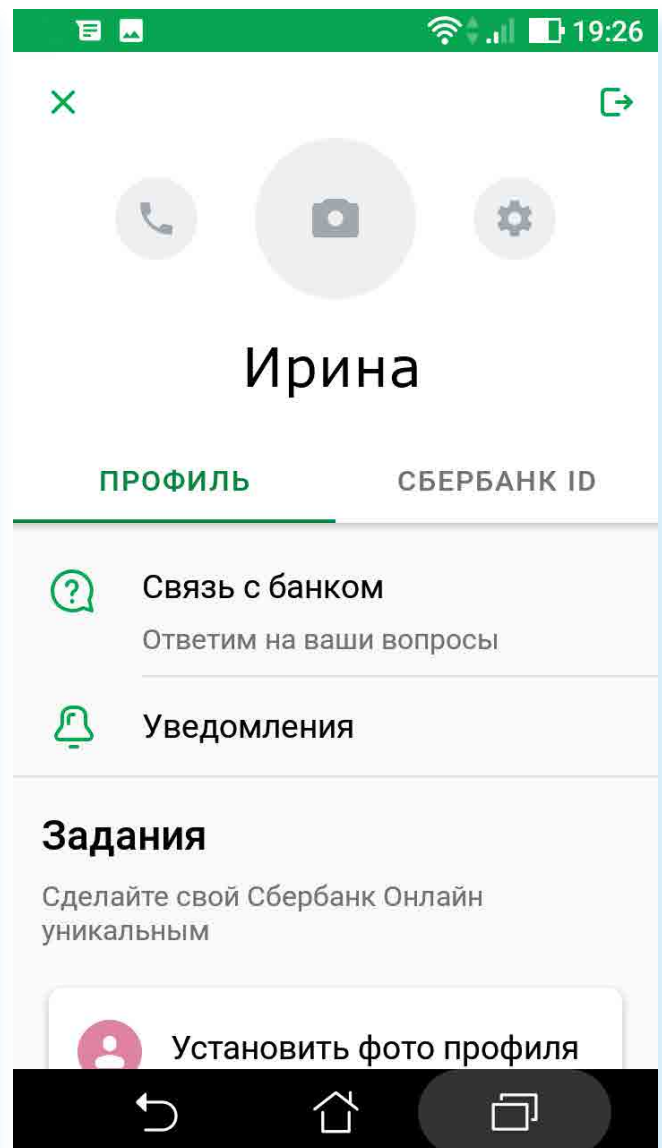 19:26
Ирина
ПРОФИЛЬ СБЕРБАНК ID
Связь с банком
Ответим на ваши вопросы
Уведомления
Задания
Сделайте свой Сбербанк Онлайн
уникальным
Установить фото профиля